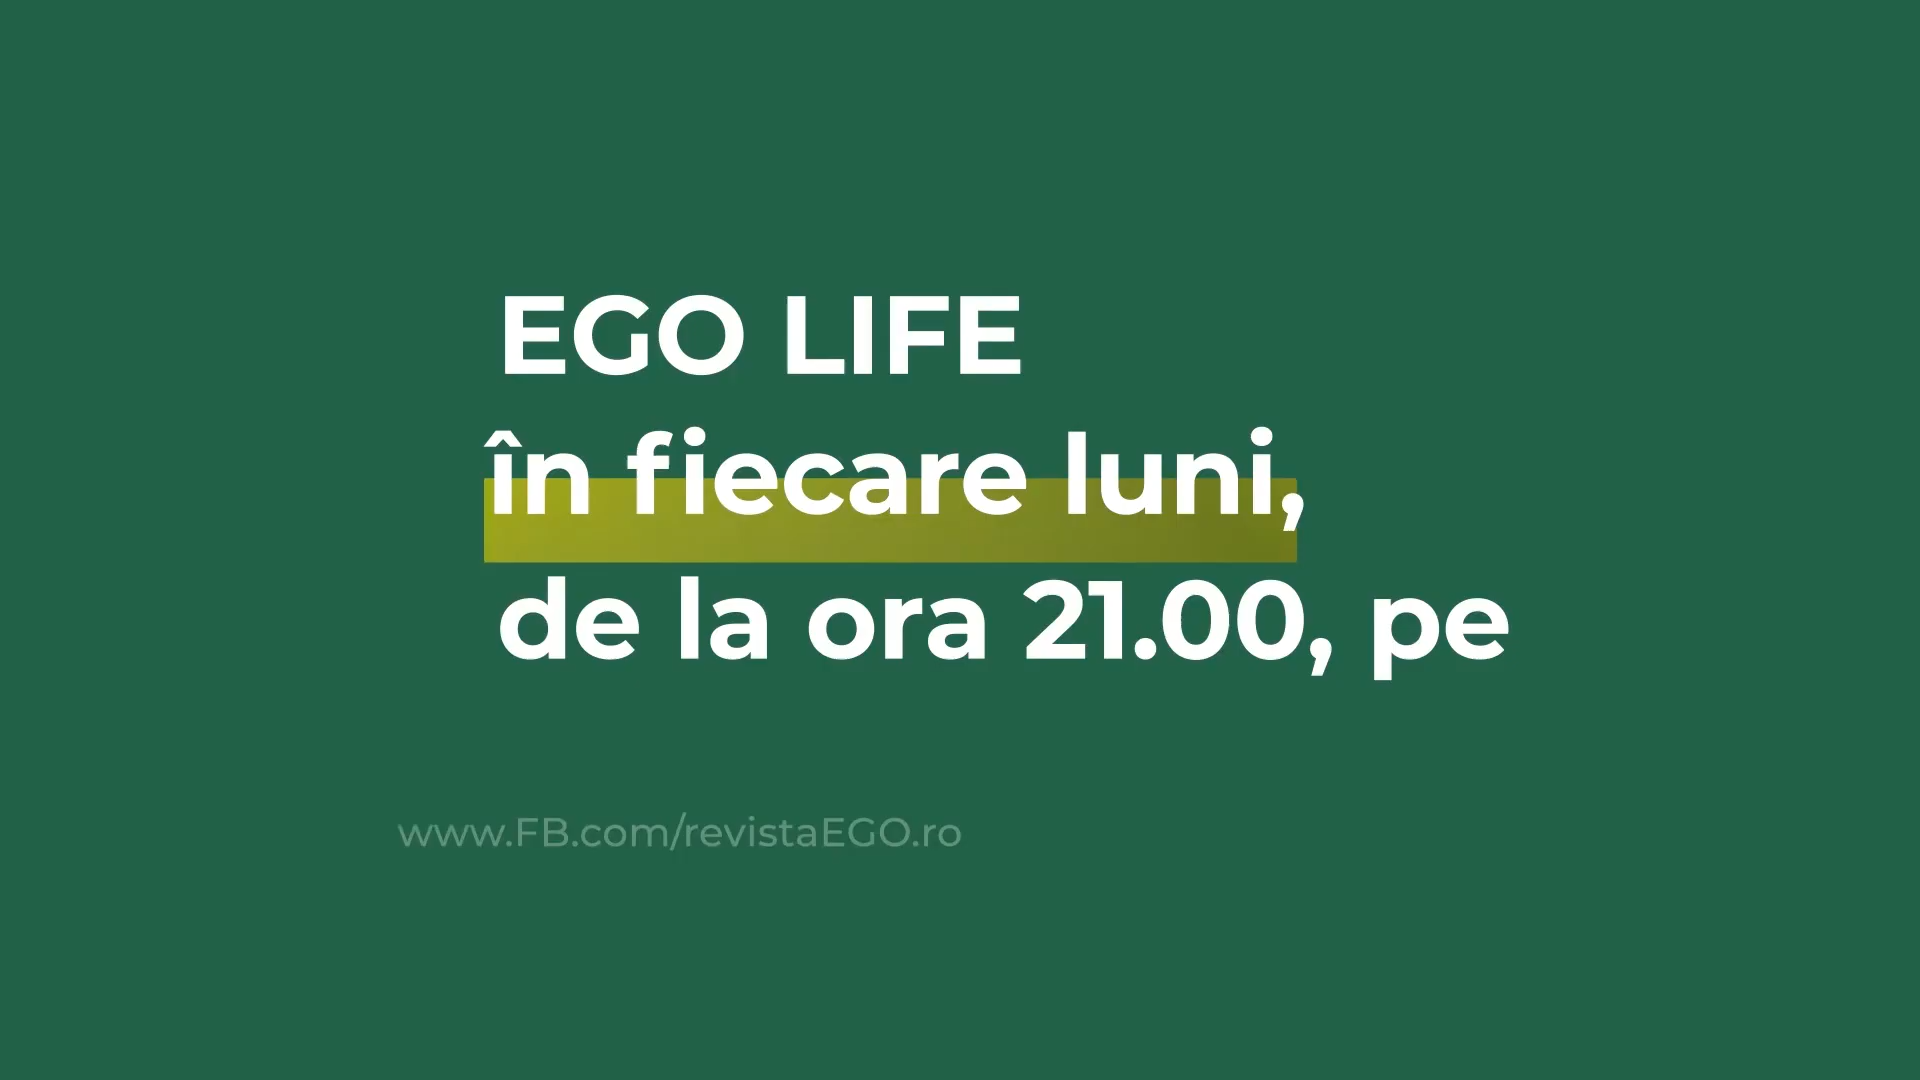 EGO LIFE
în fiecare luni,
de la ora 21.00, pe
www.FB.com/revistaEGO.ro